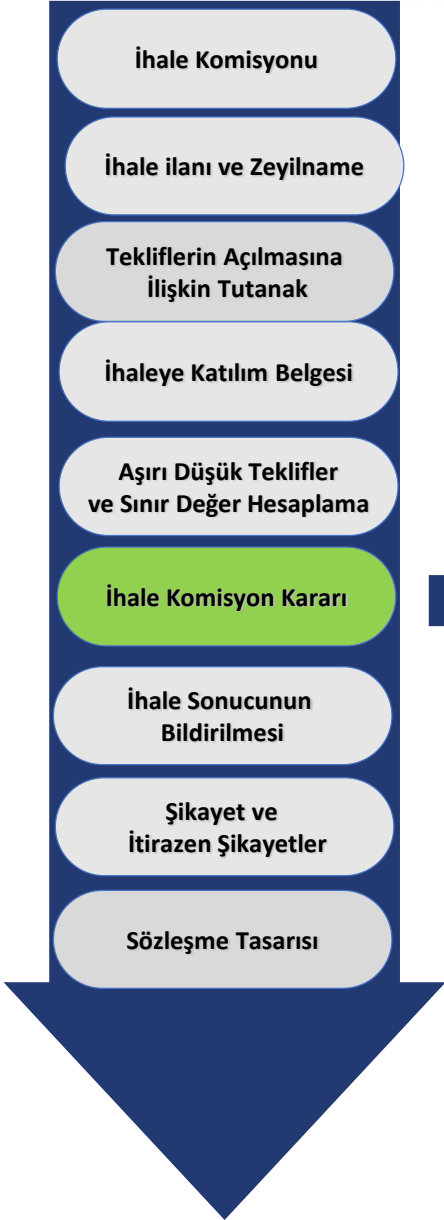 İhale Komisyonu
İhale ilanı ve Zeyilname
Tekliflerin Açılmasına
İlişkin Tutanak
İhaleye Katılım Belgesi
Aşırı Düşük Teklifler
ve Sınır Değer Hesaplama
İhale Komisyon Kararı
İhale Sonucunun
Bildirilmesi
Şikayet ve
İtirazen Şikayetler
Sözleşme Tasarısı